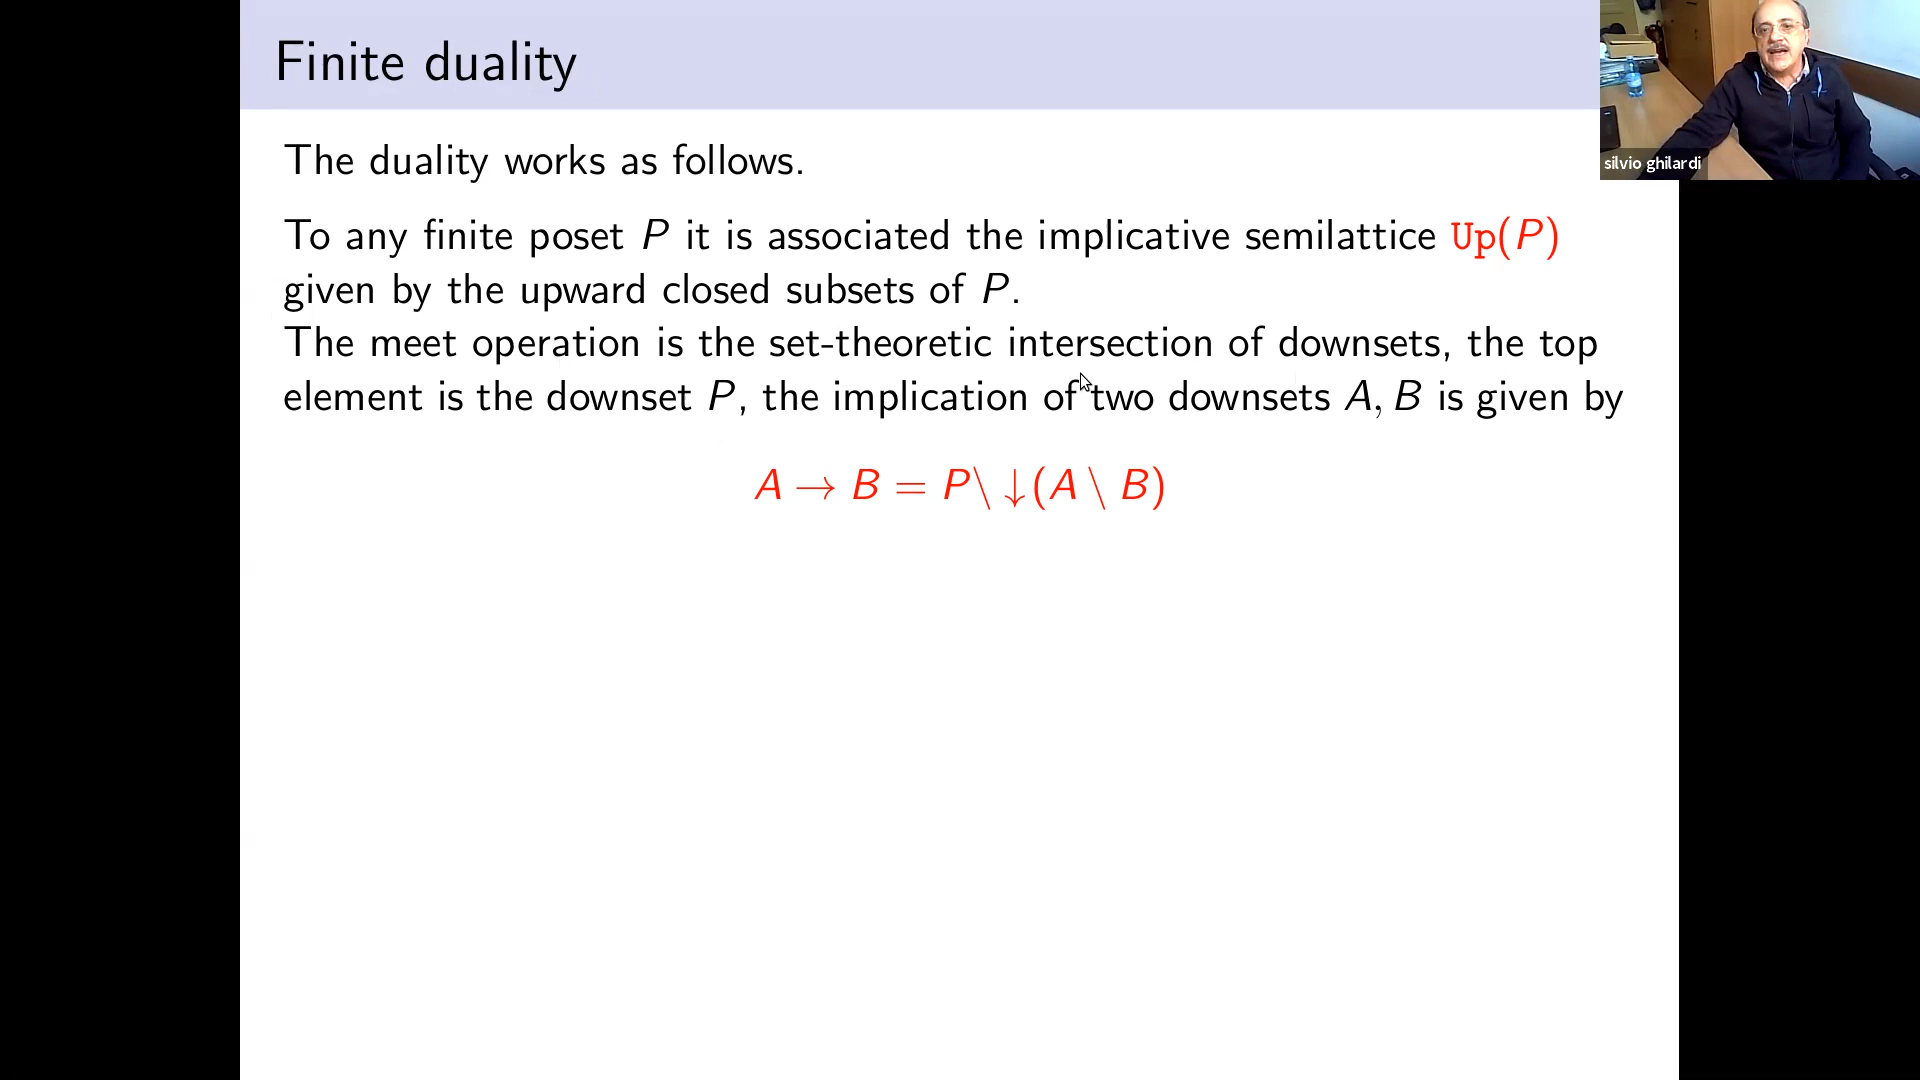 Finite duality
silvio ghilardi
The duality works as follows.
To any finite poset P it is associated the implicative semilattice Up(P)
given by the upward closed subsets of P.
The meet operation is the set-theoretic intersection of downsets, the top
element is the downset P, the implication of two downsets A, B is given by
A → B = P\ ↓(A \ B)